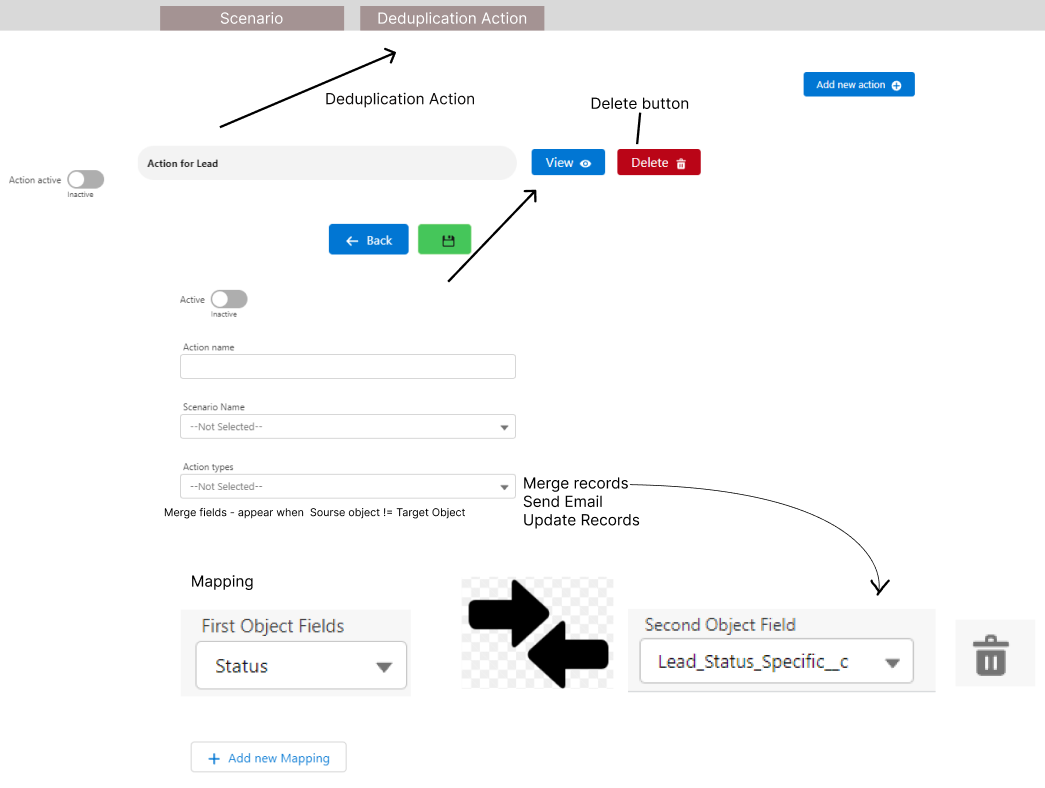 Scenario
Deduplication Action
Deduplication Action
Add new action
Delete button
Action for Lead
View
Delete
Action active
Inactive
Back
Active
Inactive
Action name
Scenario Name
--Not Selected--
Action types
--Not Selected--
Merge records
Send Email
Update Records
Merge fields - appear when Sourse object != Target Object
Mapping
First Object Fields
Status
Second Object Field
Lead_Status_Specific__c
Add new Mapping